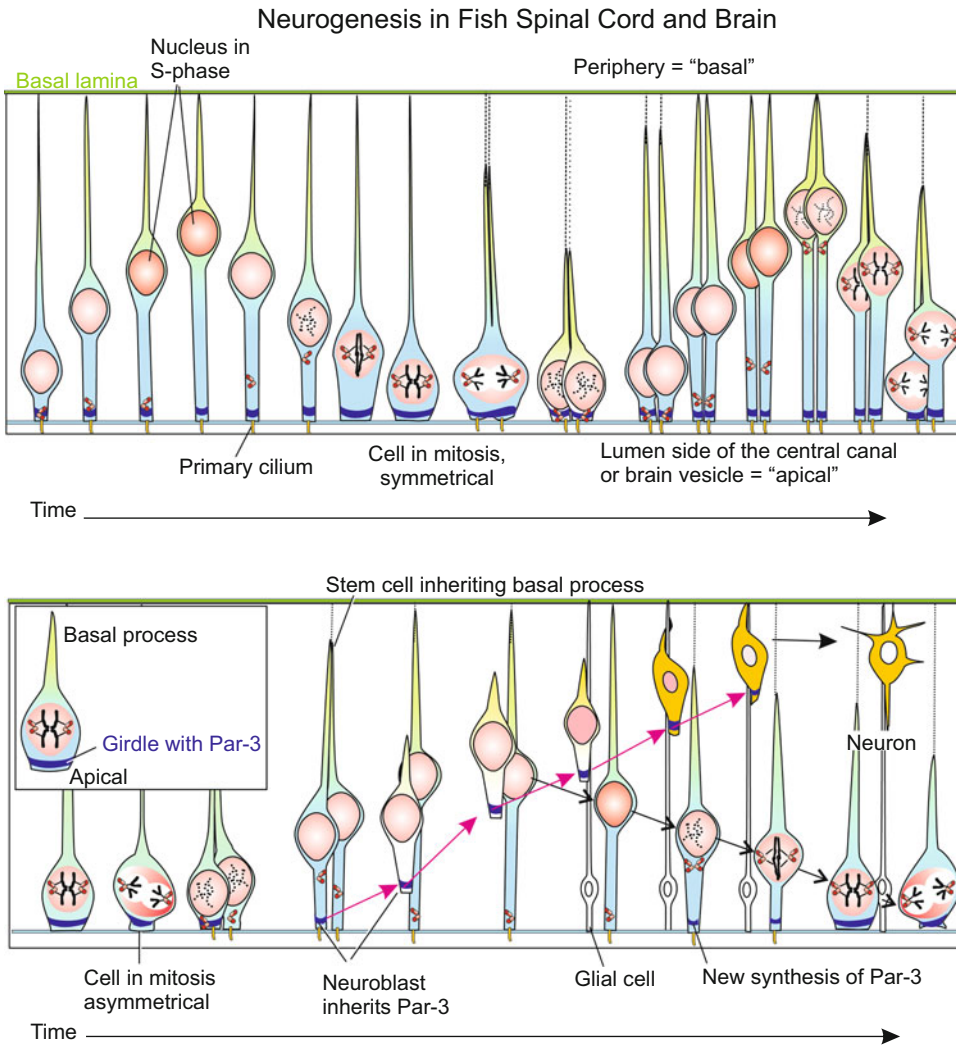 Neurogenesis in Fish Spinal Cord and Brain
Nucleus in
S-phase
Basal lamina
Periphery = “basal”
Primary cilium
Cell in mitosis,
symmetrical
Lumen side of the central canal
or brain vesicle = “apical”
Time
Stem cell inheriting basal process
Basal process
Girdle with Par-3
Apical
Neuron
Cell in mitosis
asymmetrical
Neuroblast
inherits Par-3
Glial cell
New synthesis of Par-3
Time